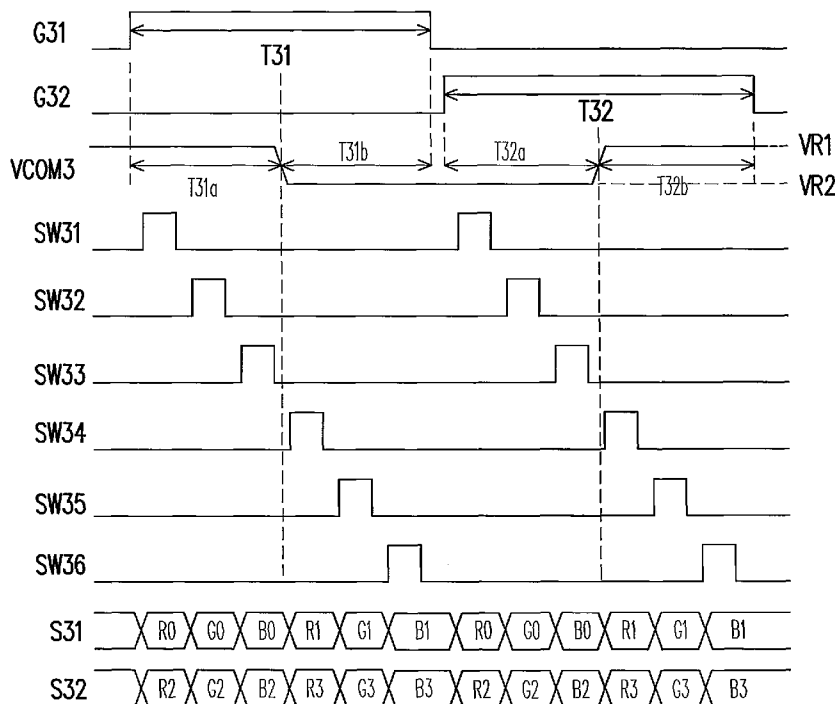 G31
T31
G32
T32
VCOM3
T31a
T31b
T32a
T32b
VR1
VR2
SW31
SW32
SW33
SW34
SW35
SW36
S31 R0 G0 B0 R1 G1 B1 R0 G0 B0 R1 G1 B1
S32 R2 G2 B2 R3 G3 B3 R2 G2 B2 R3 G3 B3